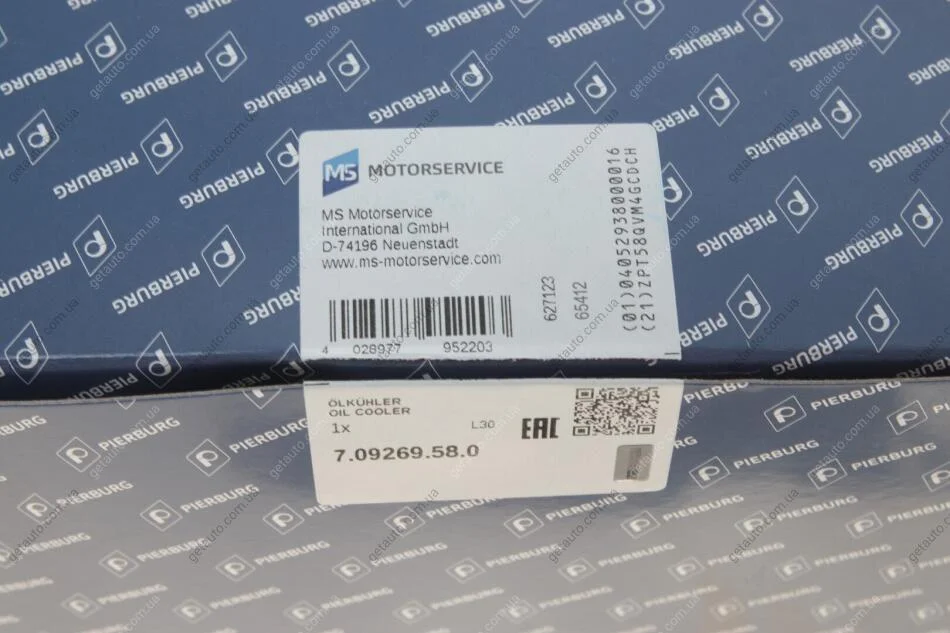 MS MOTORSERVICE
MS Motorservice
International GmbH
D-74196 Neuenstadt
www.ms-motorservice.com
4 028977 952203
627123
65412
(01)04052938000016
(21)ZPT58QVM4GCDCH
ÖLKÜHLER
OIL COOLER
1x
L30
EAC
7.09269.58.0
PIERBURG
getauto.com.ua